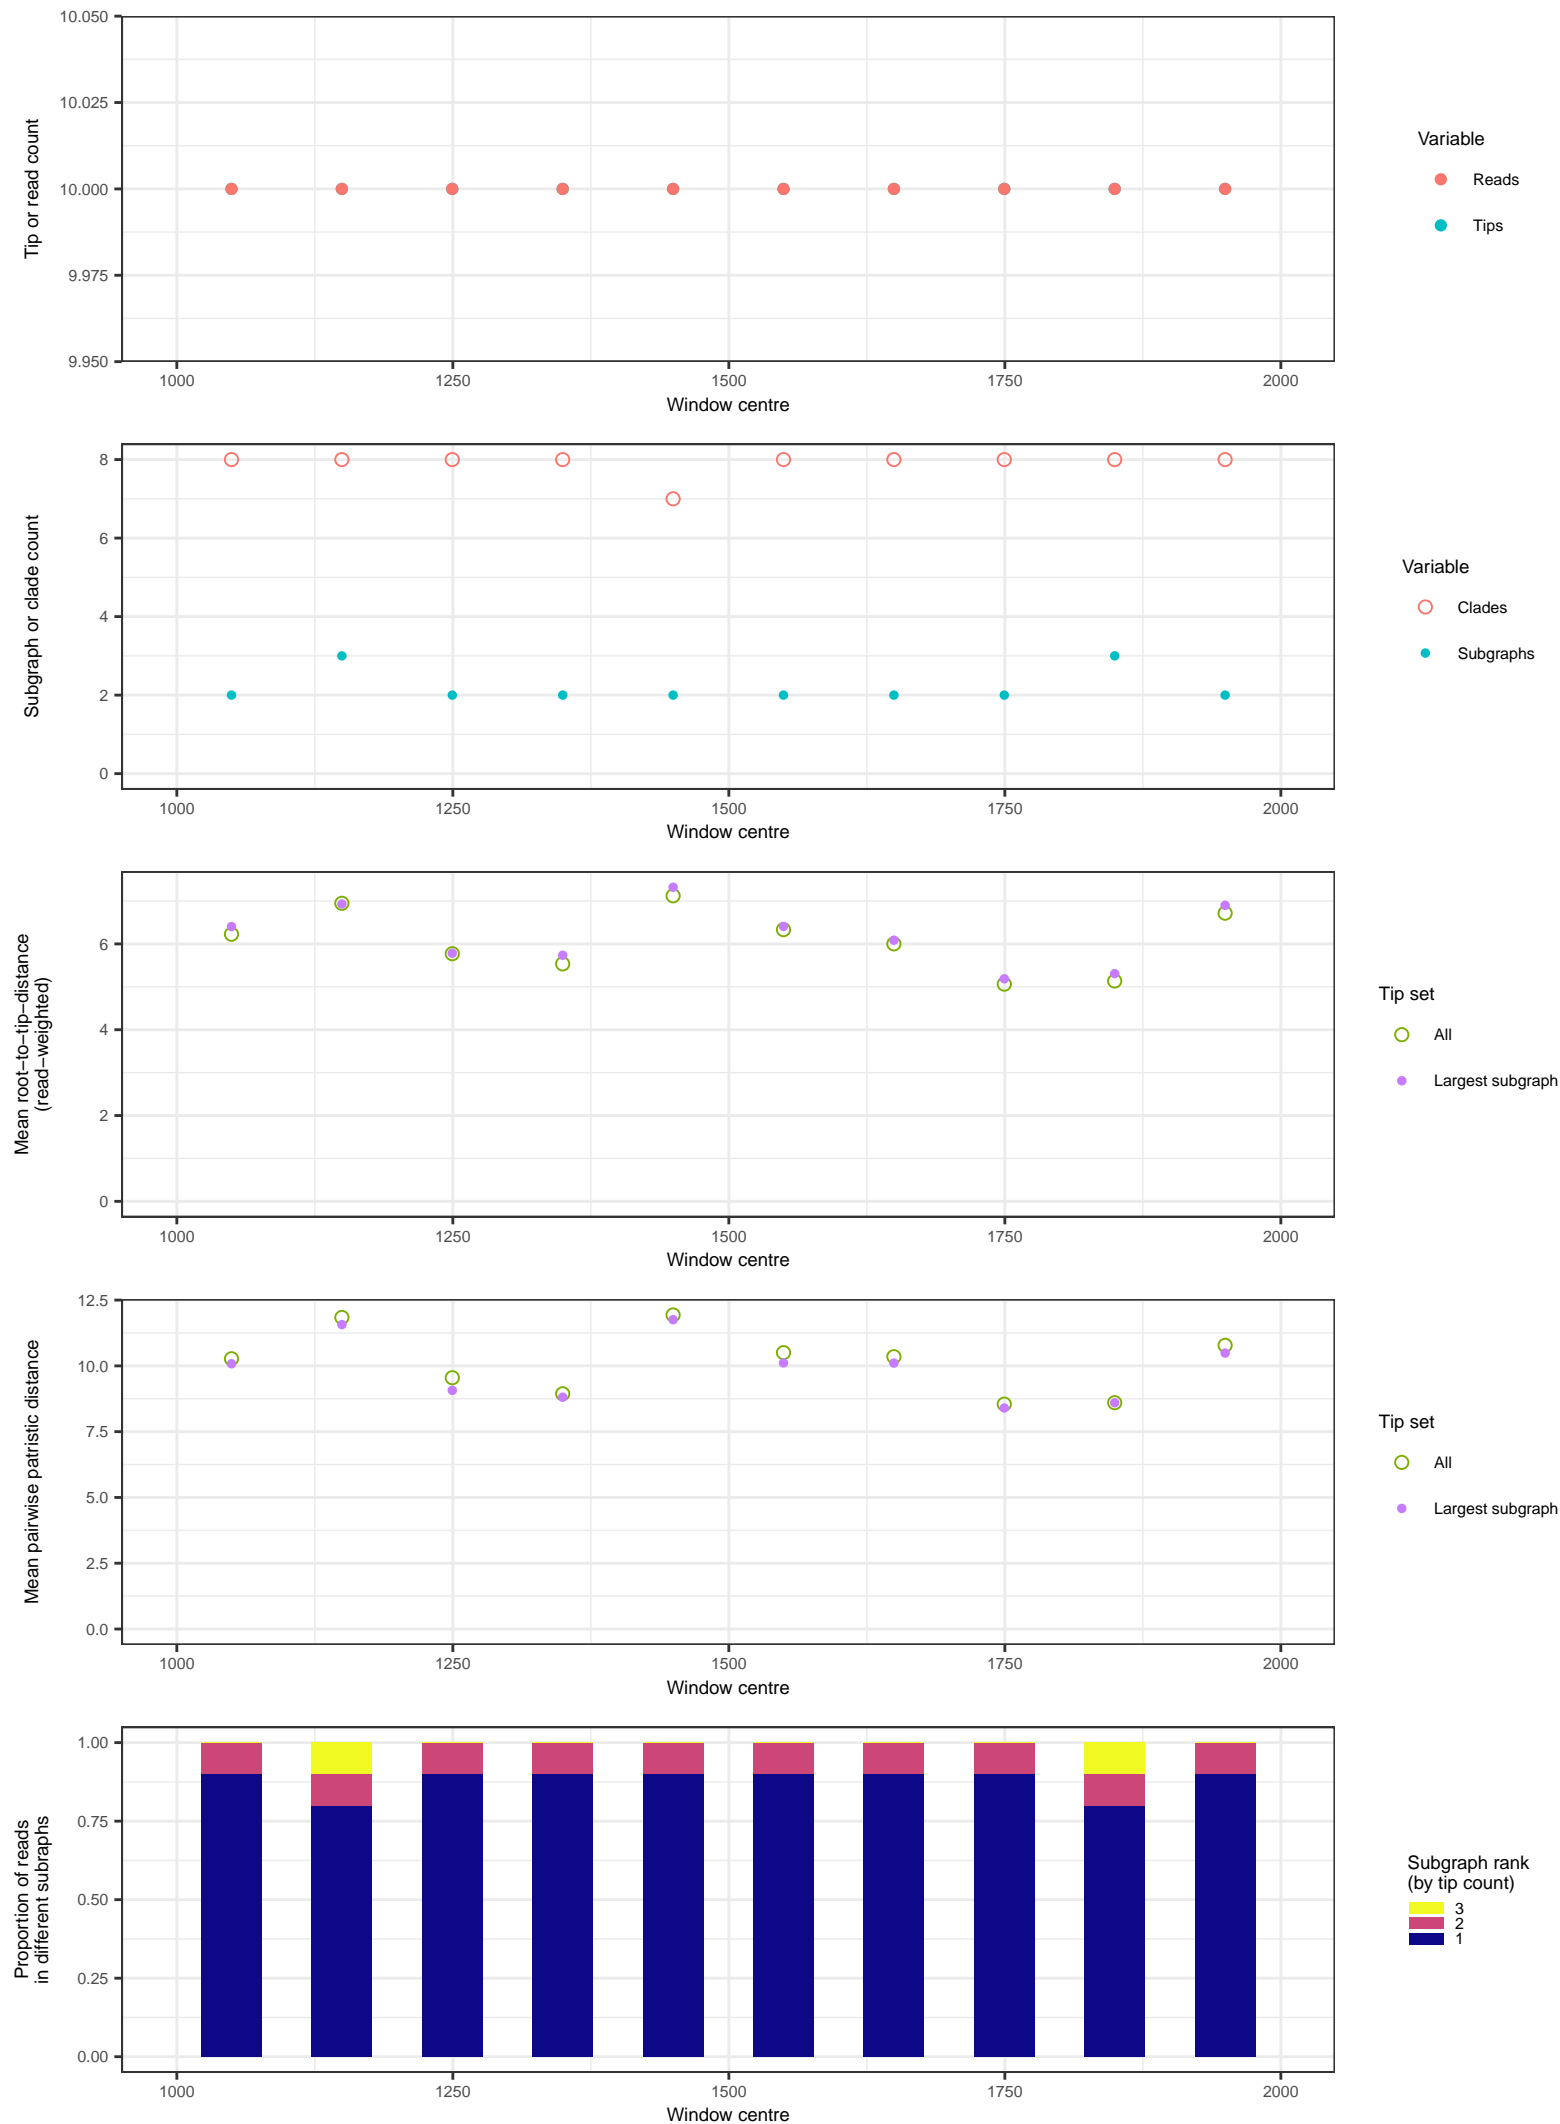 10.050
10.025
10.000
9.975
9.950
Tip or read count
1000 1250 1500 1750 2000
Window centre
Variable
Reads
Tips
8
6
4
2
0
Subgraph or clade count
1000 1250 1500 1750 2000
Window centre
Variable
Clades
Subgraphs
6
4
2
0
Mean root−to−tip−distance
(read−weighted)
1000 1250 1500 1750 2000
Window centre
Tip set
All
Largest subgraph
12.5
10.0
7.5
5.0
2.5
0.0
Mean pairwise patristic distance
1000 1250 1500 1750 2000
Window centre
Tip set
All
Largest subgraph
1.00
0.75
0.50
0.25
0.00
Proportion of reads
in different subraphs
1000 1250 1500 1750 2000
Window centre
Subgraph rank
(by tip count)
3
2
1